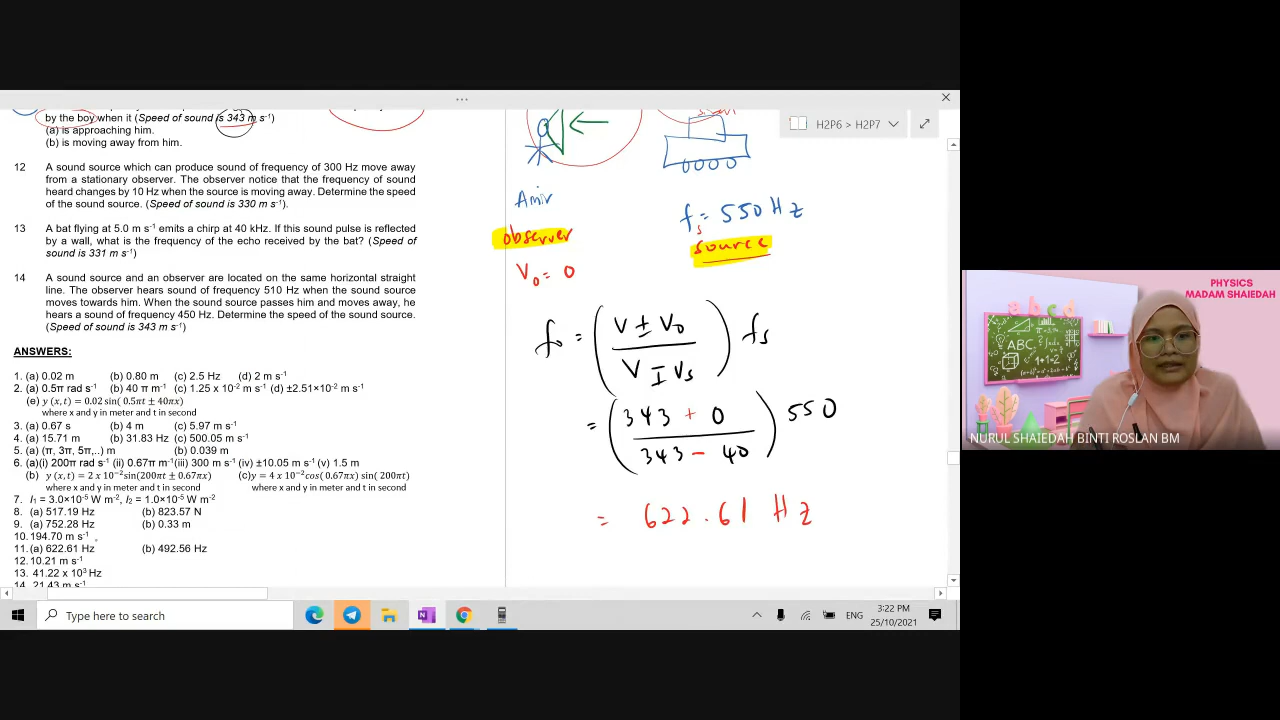 by the boy when it (Speed of sound is 343 m s-1)
(a) is approaching him.
(b) is moving away from him.
12 A sound source which can produce sound of frequency of 300 Hz move away
from a stationary observer. The observer notice that the frequency of sound
heard changes by 10 Hz when the source is moving away. Determine the speed
of the sound source. (Speed of sound is 330 m s-1).
13 A bat flying at 5.0 m s-1 emits a chirp at 40 kHz. If this sound pulse is reflected
by a wall, what is the frequency of the echo received by the bat? (Speed of
sound is 331 m s-1)
14 A sound source and an observer are located on the same horizontal straight
line. The observer hears sound of frequency 510 Hz when the sound source
moves towards him. When the sound source passes him and moves away, he
hears a sound of frequency 450 Hz. Determine the speed of the sound source.
(Speed of sound is 343 m s-1)
ANSWERS:
1. (a) 0.02 m (b) 0.80 m (c) 2.5 Hz (d) 2 m s-1
2. (a) 0.5π rad s-1 (b) 40 π m-1 (c) 1.25 x 10-2 m s-1 (d) ±2.51×10-2 m s-1
(e) y (x,t) = 0.02 sin( 0.5πt ± 40πx)
where x and y in meter and t in second
3. (a) 0.67 s (b) 4 m (c) 5.97 m s-1
4. (a) 15.71 m (b) 31.83 Hz (c) 500.05 m s-1
5. (a) (π, 3π, 5π,..) m (b) 0.039 m
6. (a)(i) 200π rad s-1 (ii) 0.67π m-1(iii) 300 m s-1 (iv) ±10.05 m s-1 (v) 1.5 m
(b) y (x,t) = 2 × 10-2sin(200πt ± 0.67πx) (c)y = 4 × 10-2cos( 0.67πx) sin( 200πt)
where x and y in meter and t in second where x and y in meter and t in second
7. I1 = 3.0×10-5 W m-2, I2 = 1.0×10-5 W m-2
8. (a) 517.19 Hz (b) 823.57 N
9. (a) 752.28 Hz (b) 0.33 m
10. 194.70 m s-1
11. (a) 622.61 Hz (b) 492.56 Hz
12. 10.21 m s-1
13. 41.22 x 103 Hz
14. 21.43 m s-1
H2P6 > H2P7
Amir
observer
Vo = 0
fs = 550 Hz
source
fo = (V ± Vo / V ∓ Vs) fs
= (343 + 0 / 343 - 40) 550
= 622.61 Hz
PHYSICS
MADAM SHAIEDAH
ABC
NURUL SHAIEDAH BINTI ROSLAN BM
Type here to search
ENG
3:22 PM
25/10/2021